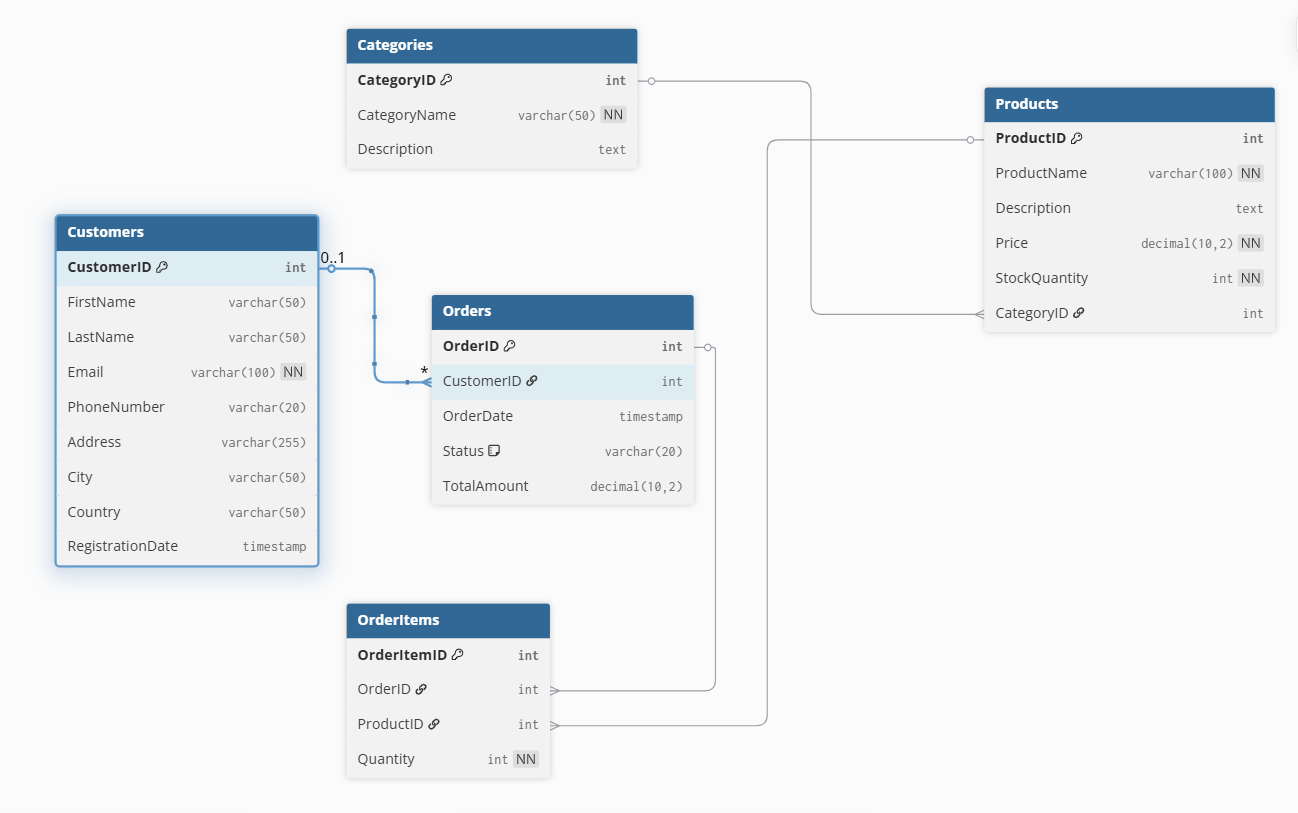 Categories
CategoryID int
CategoryName varchar(50) NN
Description text
Products
ProductID int
ProductName varchar(100) NN
Description text
Price decimal(10,2) NN
StockQuantity int NN
CategoryID int
Customers
CustomerID int
FirstName varchar(50)
LastName varchar(50)
Email varchar(100) NN
PhoneNumber varchar(20)
Address varchar(255)
City varchar(50)
Country varchar(50)
RegistrationDate timestamp
0..1
*
Orders
OrderID int
CustomerID int
OrderDate timestamp
Status varchar(20)
TotalAmount decimal(10,2)
OrderItems
OrderItemID int
OrderID int
ProductID int
Quantity int NN